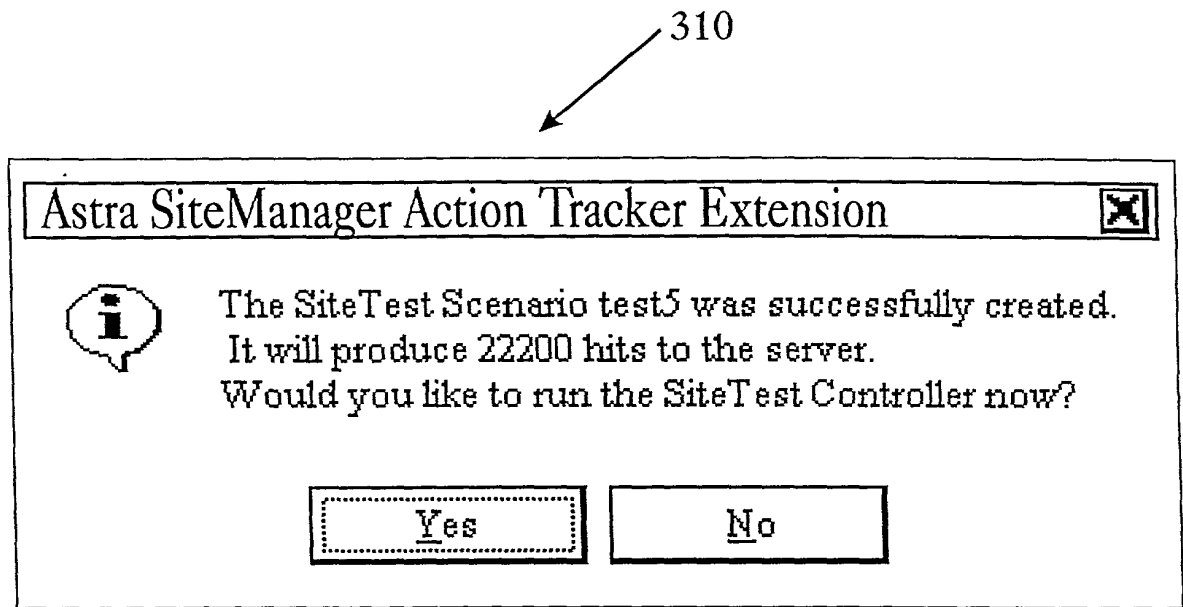 310
Astra SiteManager Action Tracker Extension
The SiteTest Scenario test5 was successfully created.
It will produce 22200 hits to the server.
Would you like to run the SiteTest Controller now?
Yes
No